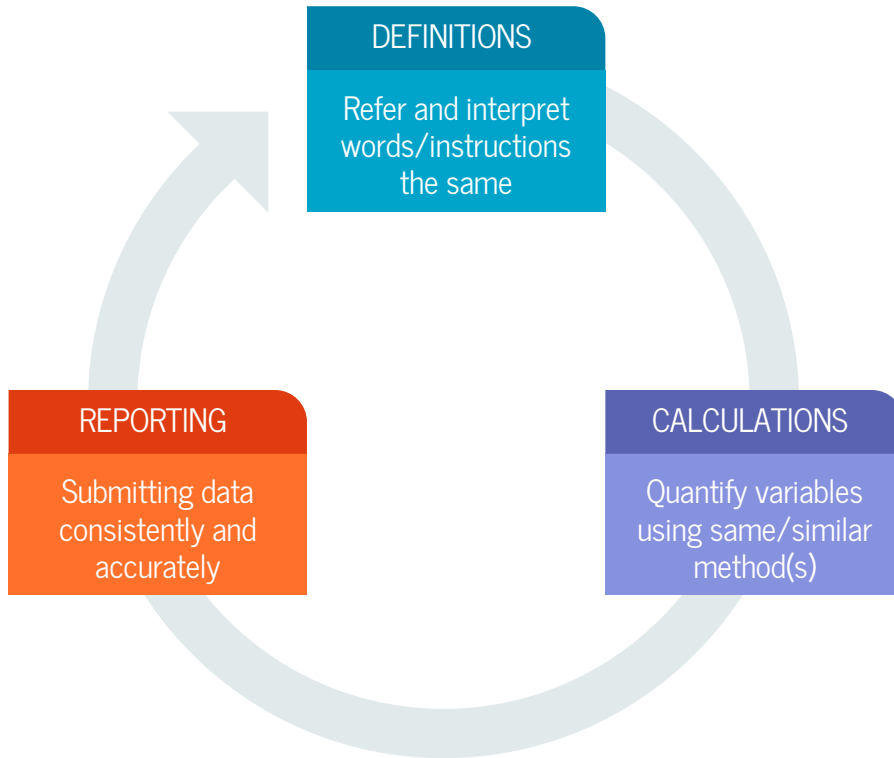 DEFINITIONS
Refer and interpret
words/instructions
the same
CALCULATIONS
Quantify variables
using same/similar
method(s)
REPORTING
Submitting data
consistently and
accurately